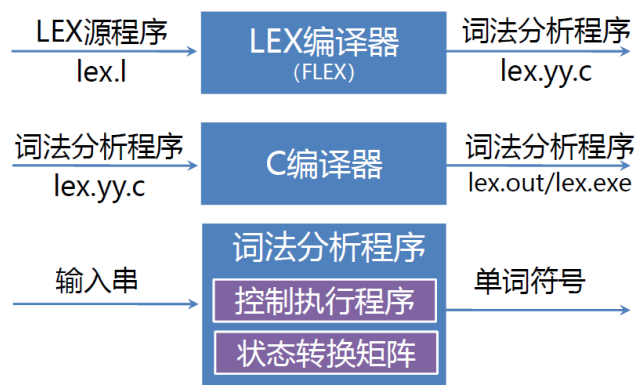 LEX源程序
lex.l
LEX编译器
(FLEX)
词法分析程序
lex.yy.c
词法分析程序
lex.yy.c
C编译器
词法分析程序
lex.out/lex.exe
输入串
词法分析程序
控制执行程序
状态转换矩阵
单词符号